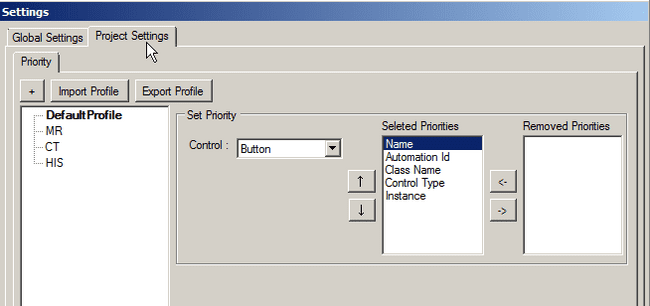 Settings
Global Settings
Project Settings
Priority
+
Import Profile
Export Profile
DefaultProfile
MR
CT
HIS
Set Priority
Control :
Button
Seleted Priorities
Name
Automation Id
Class Name
Control Type
Instance
↑
↓
Removed Priorities
<-
->